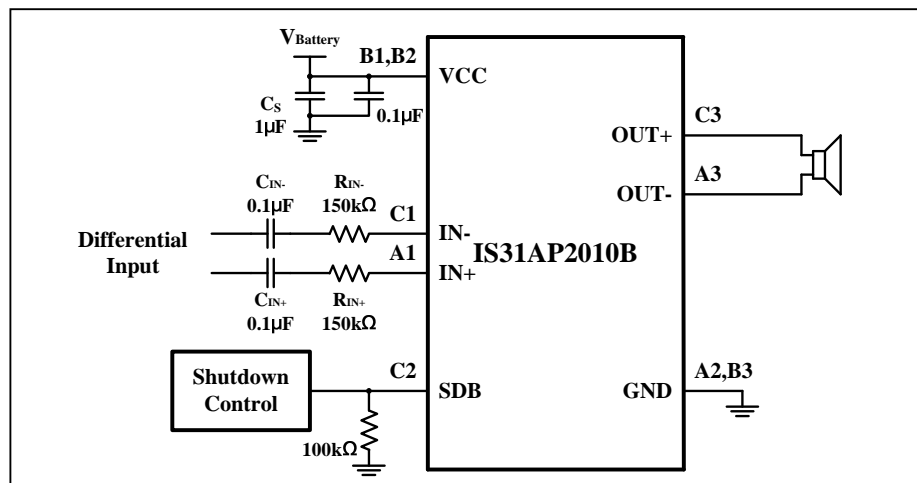 VBattery
B1,B2
VCC
CS
1μF
0.1μF
C3
OUT+
A3
OUT-
CIN-
0.1μF
RIN-
150kΩ
C1
IN-
Differential
Input
IS31AP2010B
A1
IN+
CIN+
0.1μF
RIN+
150kΩ
Shutdown
Control
C2
SDB
100kΩ
A2,B3
GND